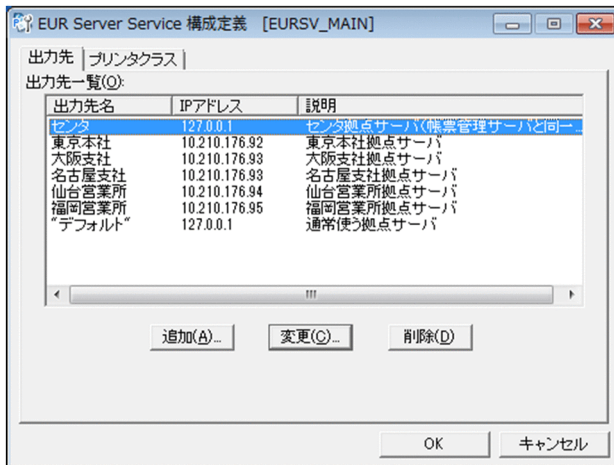 EUR Server Service 構成定義 [EURSV_MAIN]
出力先 プリンタクラス
出力先一覧(O):
出力先名 IPアドレス 説明
センタ 127.0.0.1 センタ拠点サーバ(帳票管理サーバと同一...
東京本社 10.210.176.92 東京本社拠点サーバ
大阪支社 10.210.176.93 大阪支社拠点サーバ
名古屋支社 10.210.176.93 名古屋支社拠点サーバ
仙台営業所 10.210.176.94 仙台営業所拠点サーバ
福岡営業所 10.210.176.95 福岡営業所拠点サーバ
"デフォルト" 127.0.0.1 通常使う拠点サーバ
追加(A)... 変更(C)... 削除(D)
OK キャンセル